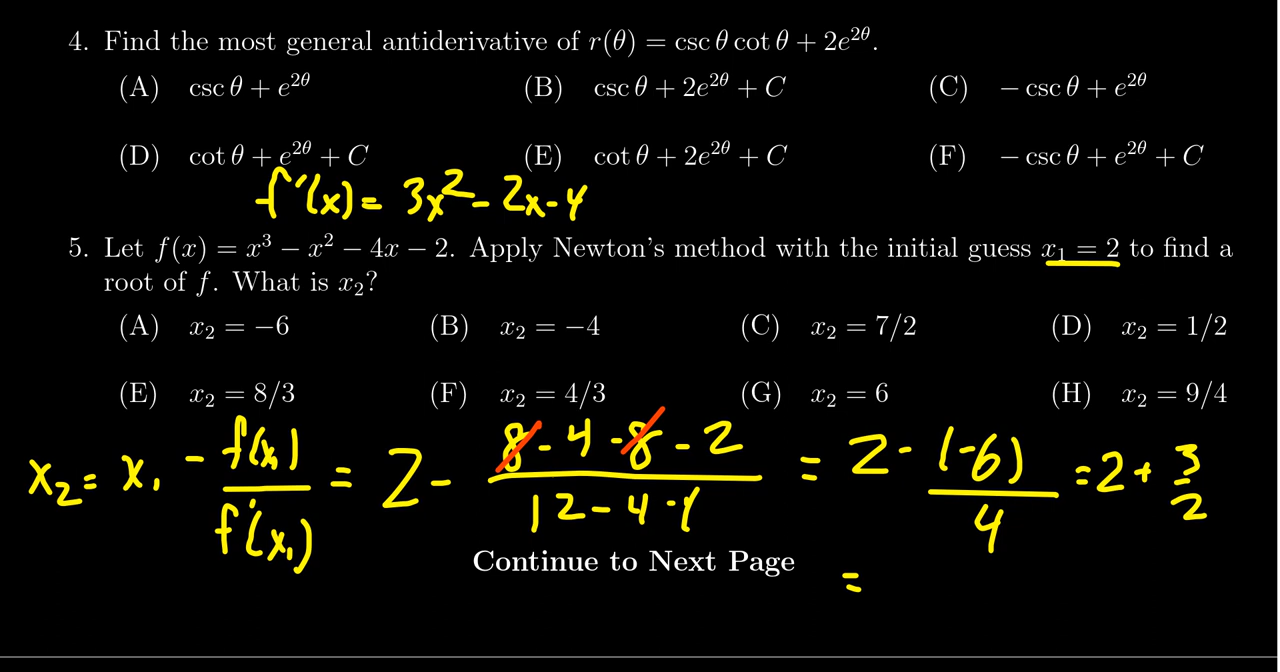 4. Find the most general antiderivative of r(θ) = csc θ cot θ + 2e^{2θ}.
(A) csc θ + e^{2θ} (B) csc θ + 2e^{2θ} + C (C) − csc θ + e^{2θ}
(D) cot θ + e^{2θ} + C (E) cot θ + 2e^{2θ} + C (F) − csc θ + e^{2θ} + C
f'(x) = 3x² - 2x - 4
5. Let f(x) = x³ − x² − 4x − 2. Apply Newton's method with the initial guess x₁ = 2 to find a
root of f. What is x₂?
(A) x₂ = −6 (B) x₂ = −4 (C) x₂ = 7/2 (D) x₂ = 1/2
(E) x₂ = 8/3 (F) x₂ = 4/3 (G) x₂ = 6 (H) x₂ = 9/4
x₂ = x₁ - f(x₁)/f'(x₁) = 2 - (8 - 4 - 8 - 2)/(12 - 4 - 4) = 2 - (-6)/4 = 2 + 3/2
Continue to Next Page
=